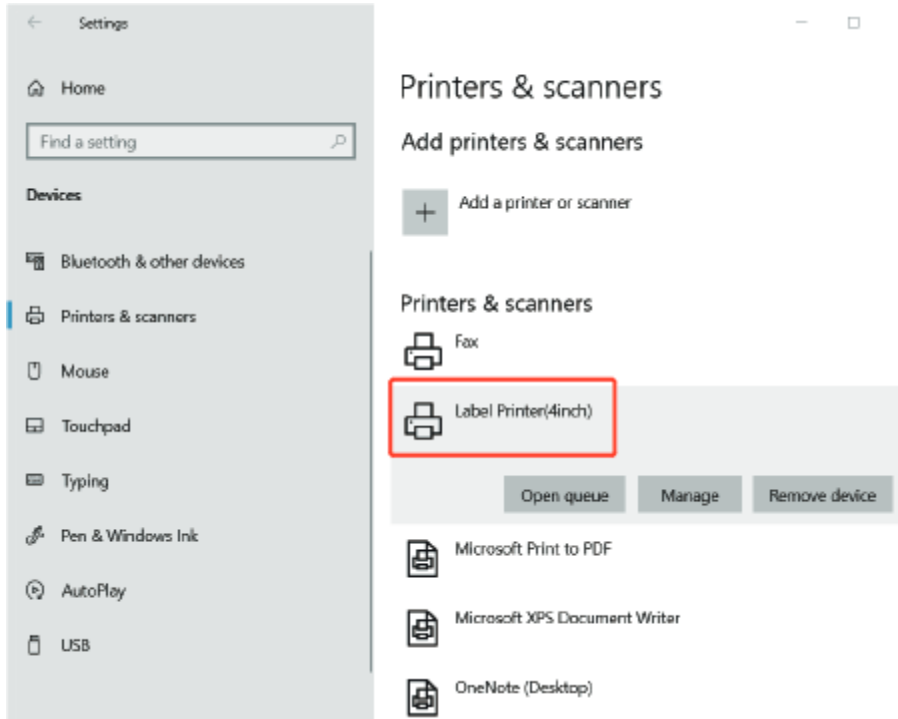 Settings
Home
Find a setting
Devices
Bluetooth & other devices
Printers & scanners
Mouse
Touchpad
Typing
Pen & Windows Ink
AutoPlay
USB
Printers & scanners
Add printers & scanners
Add a printer or scanner
Printers & scanners
Fax
Label Printer(4inch)
Open queue Manage Remove device
Microsoft Print to PDF
Microsoft XPS Document Writer
OneNote (Desktop)